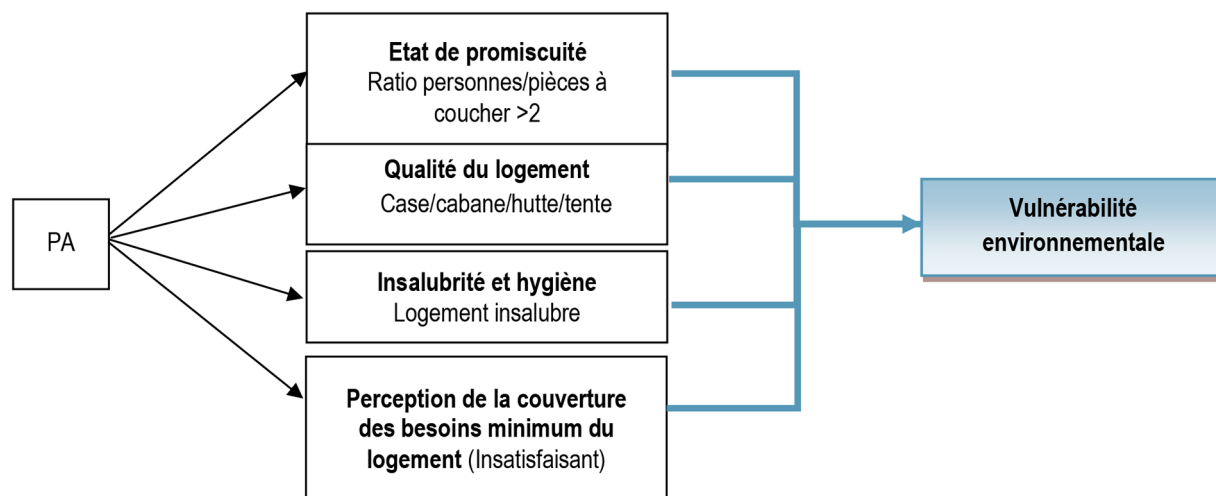 Etat de promiscuité
Ratio personnes/pièces à
coucher >2
Qualité du logement
Case/cabane/hutte/tente
PA
Insalubrité et hygiène
Logement insalubre
Perception de la couverture
des besoins minimum du
logement (Insatisfaisant)
Vulnérabilité
environnementale